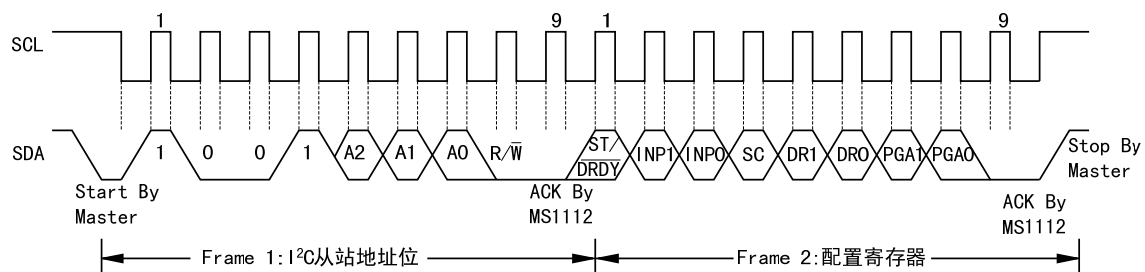 1 9 1 9
SCL
SDA
1 0 0 1 A2 A1 A0 R/W̅ ST/ INP1 INP0 SC DR1 DR0 PGA1 PGA0
D̅R̅D̅Y̅
Start By
Master
ACK By
MS1112
ACK By
MS1112
Stop By
Master
Frame 1:I²C从站地址位
Frame 2:配置寄存器